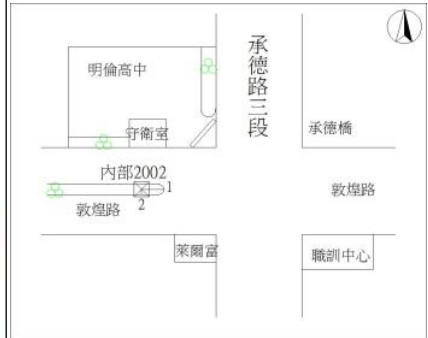 承德路三段
明倫高中
守衛室
承德橋
內部2002
1
2
敦煌路
敦煌路
萊爾富
職訓中心